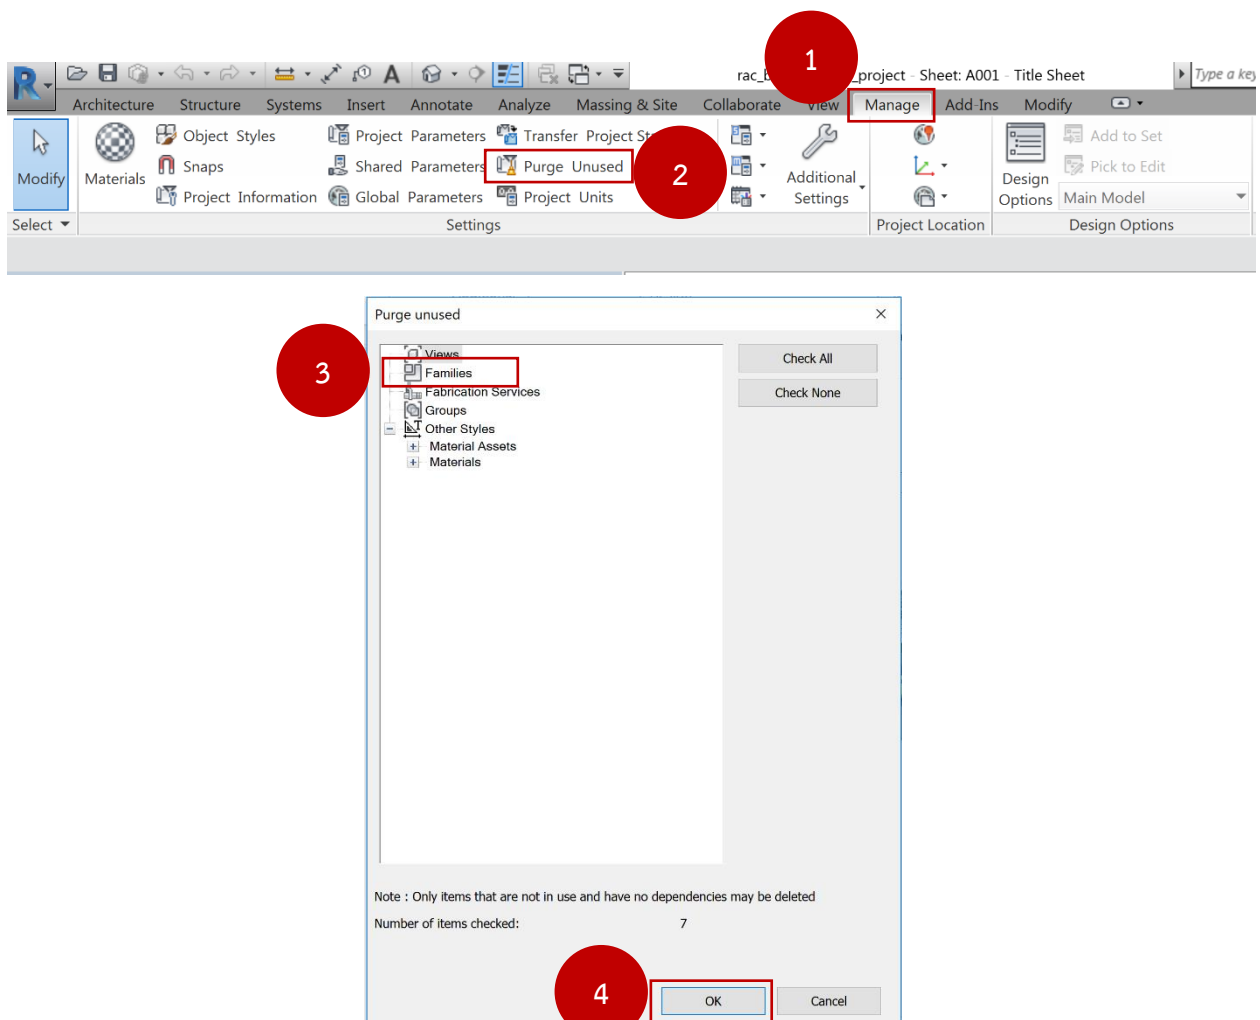 1
rac_b _project - Sheet: A001 - Title Sheet
Type a key
Architecture Structure Systems Insert Annotate Analyze Massing & Site Collaborate View Manage Add-Ins Modify
Object Styles Project Parameters Transfer Project St Add to Set
Snaps Shared Parameters Purge Unused 2 Pick to Edit
Modify Materials Additional Settings Design Options
Project Information Global Parameters Project Units Main Model
Select Settings Project Location Design Options
Purge unused
3
Views
Families
Fabrication Services
Groups
Other Styles
Material Assets
Materials
Check All
Check None
Note : Only items that are not in use and have no dependencies may be deleted
Number of items checked: 7
4
OK Cancel